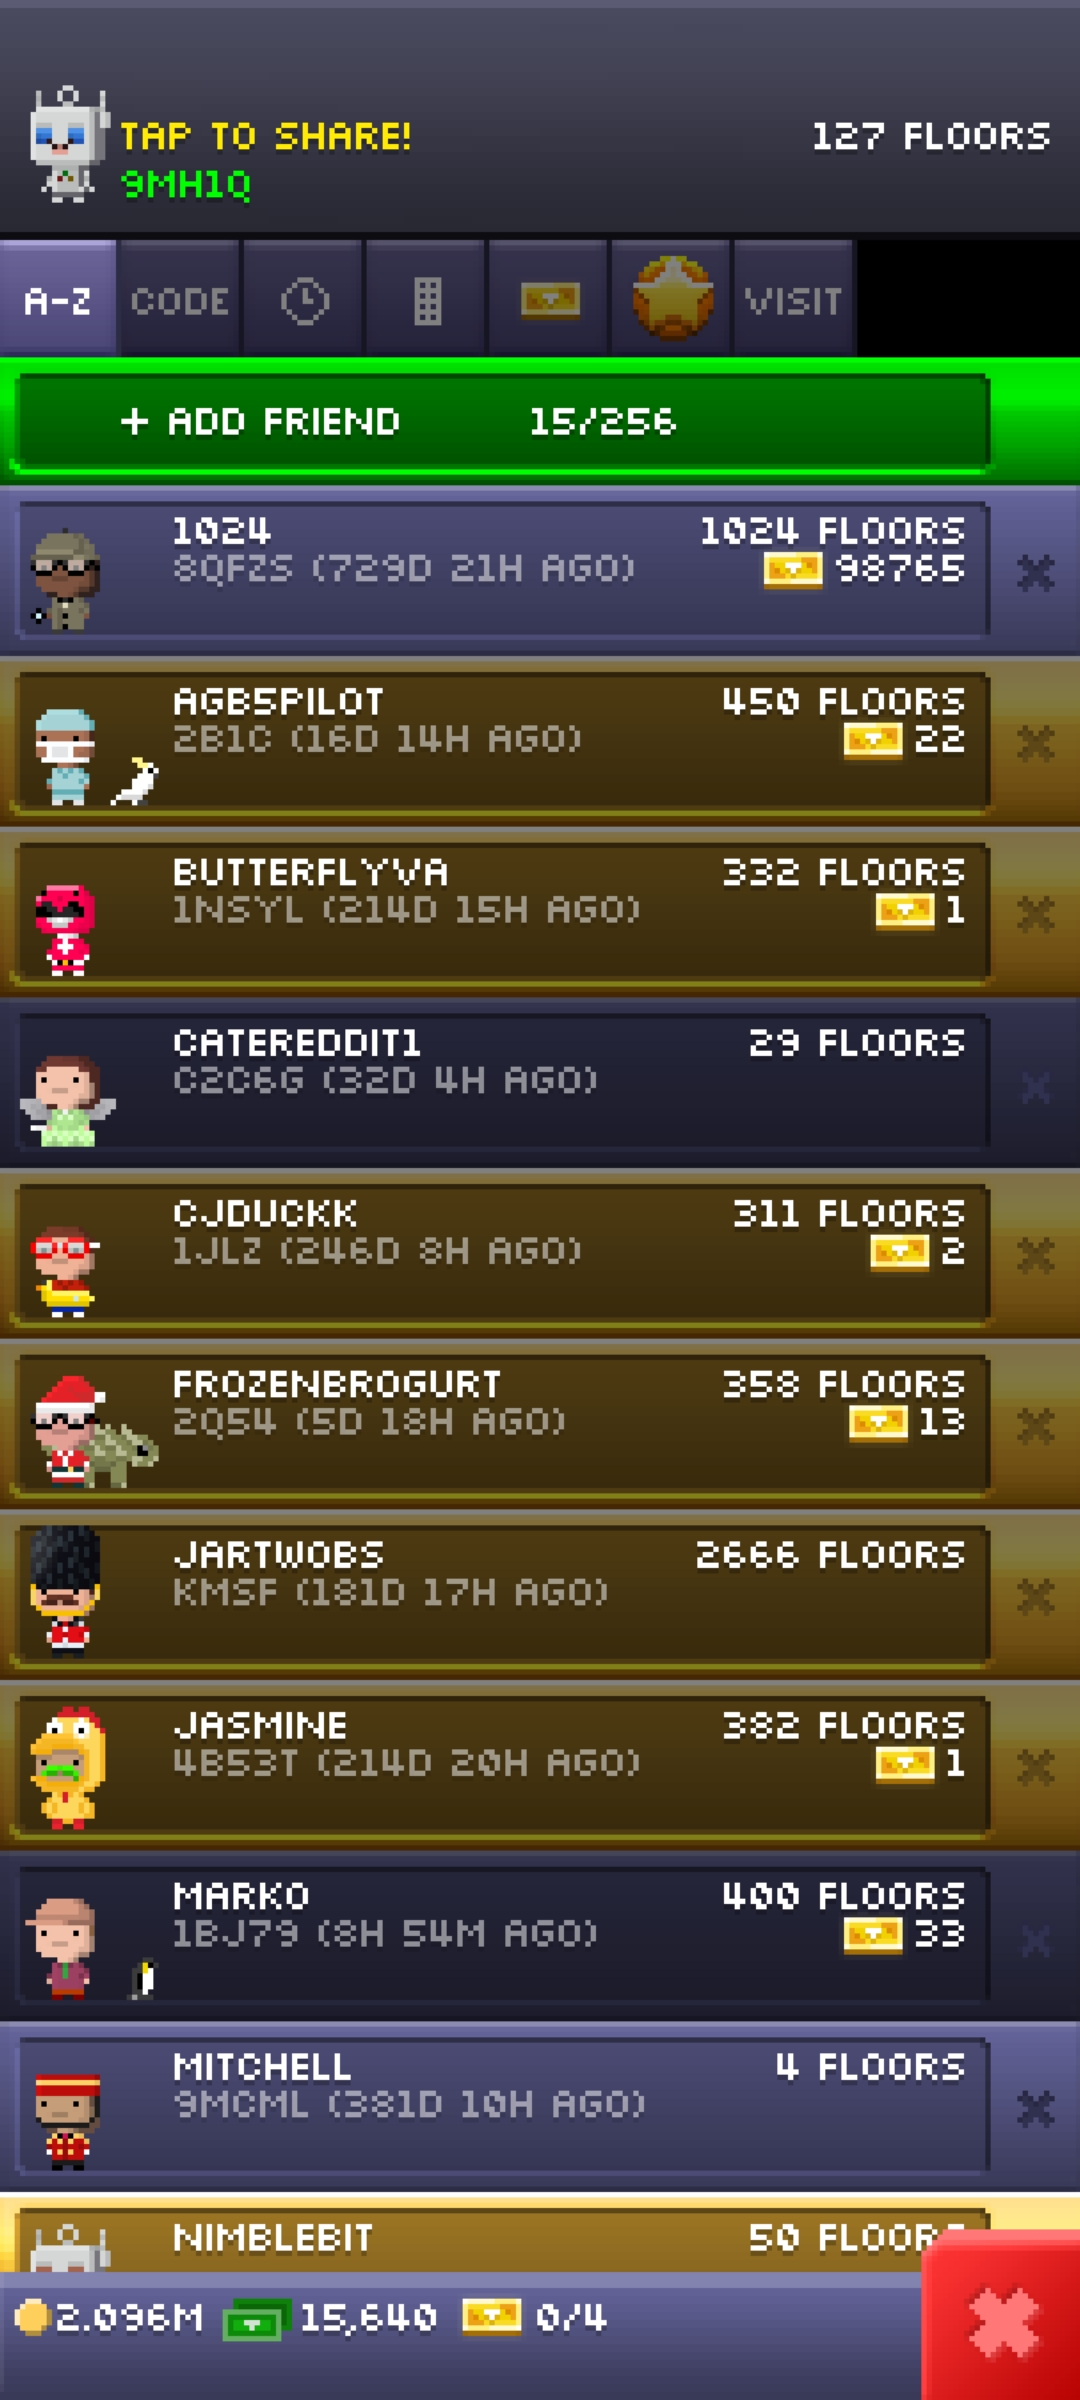 TAP TO SHARE!
127 FLOORS
9MH1Q
A-Z CODE VISIT
+ ADD FRIEND 15/256
1024 1024 FLOORS
8QFZS (729D 21H AGO) 98765
AGB5PILOT 450 FLOORS
2B1C (16D 14H AGO) 22
BUTTERFLYVA 332 FLOORS
1NSYL (214D 15H AGO) 1
CATEREDDIT1 29 FLOORS
C2C6G (32D 4H AGO)
CJDUCKK 311 FLOORS
1JLZ (246D 8H AGO) 2
FROZENBROGURT 358 FLOORS
2Q54 (5D 18H AGO) 13
JARTWOBS 2666 FLOORS
KMSF (181D 17H AGO)
JASMINE 382 FLOORS
4B53T (214D 20H AGO) 1
MARKO 400 FLOORS
1BJ79 (8H 54M AGO) 33
MITCHELL 4 FLOORS
9MCML (381D 10H AGO)
NIMBLEBIT 50 FLOORS
2.096M 15,640 0/4